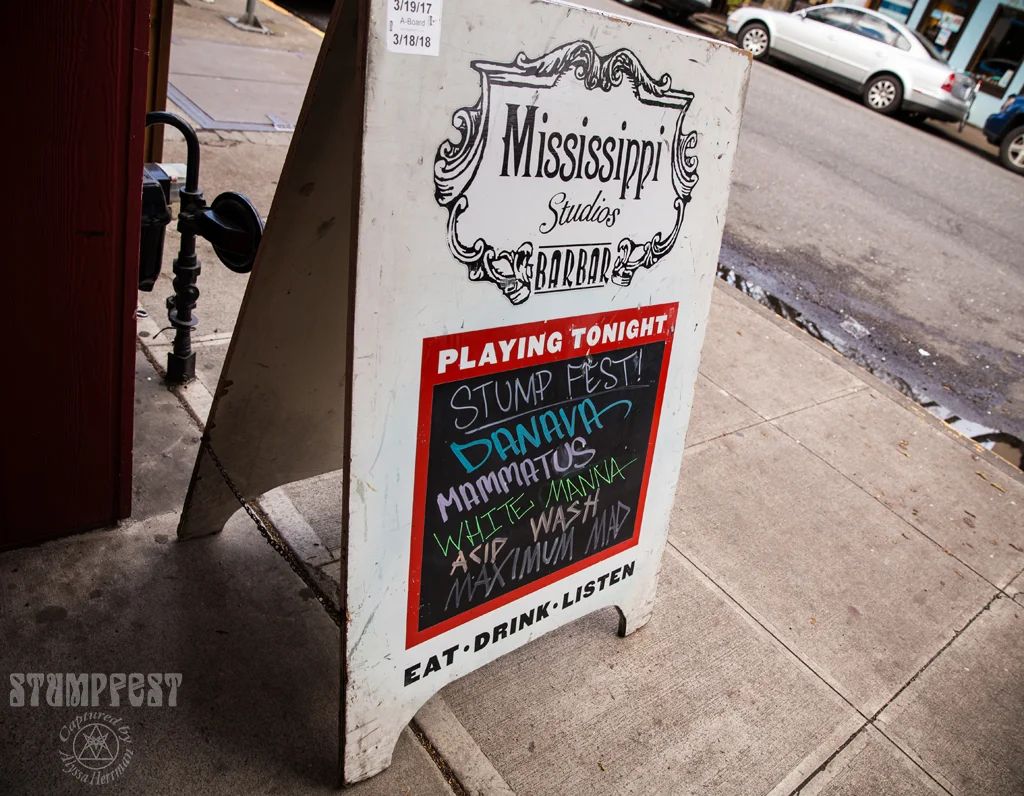 3/19/17
A-Board
3/18/18
Mississippi
Studios
BARBAR
PLAYING TONIGHT
STUMP FEST!
DANAVA
MAMMATUS
WHITE MANNA
ACID WASH
MAXIMUM MAD
EAT·DRINK·LISTEN
STUMPFEST
Captured by
Alyssa Herrman